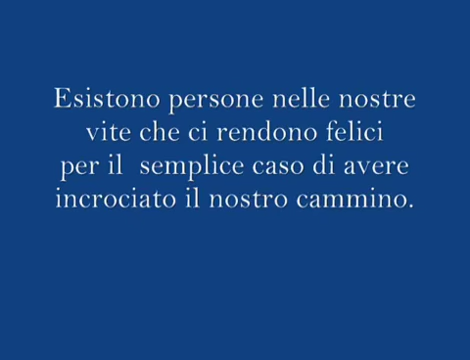 Esistono persone nelle nostre
vite che ci rendono felici
per il  semplice caso di avere
incrociato il nostro cammino.